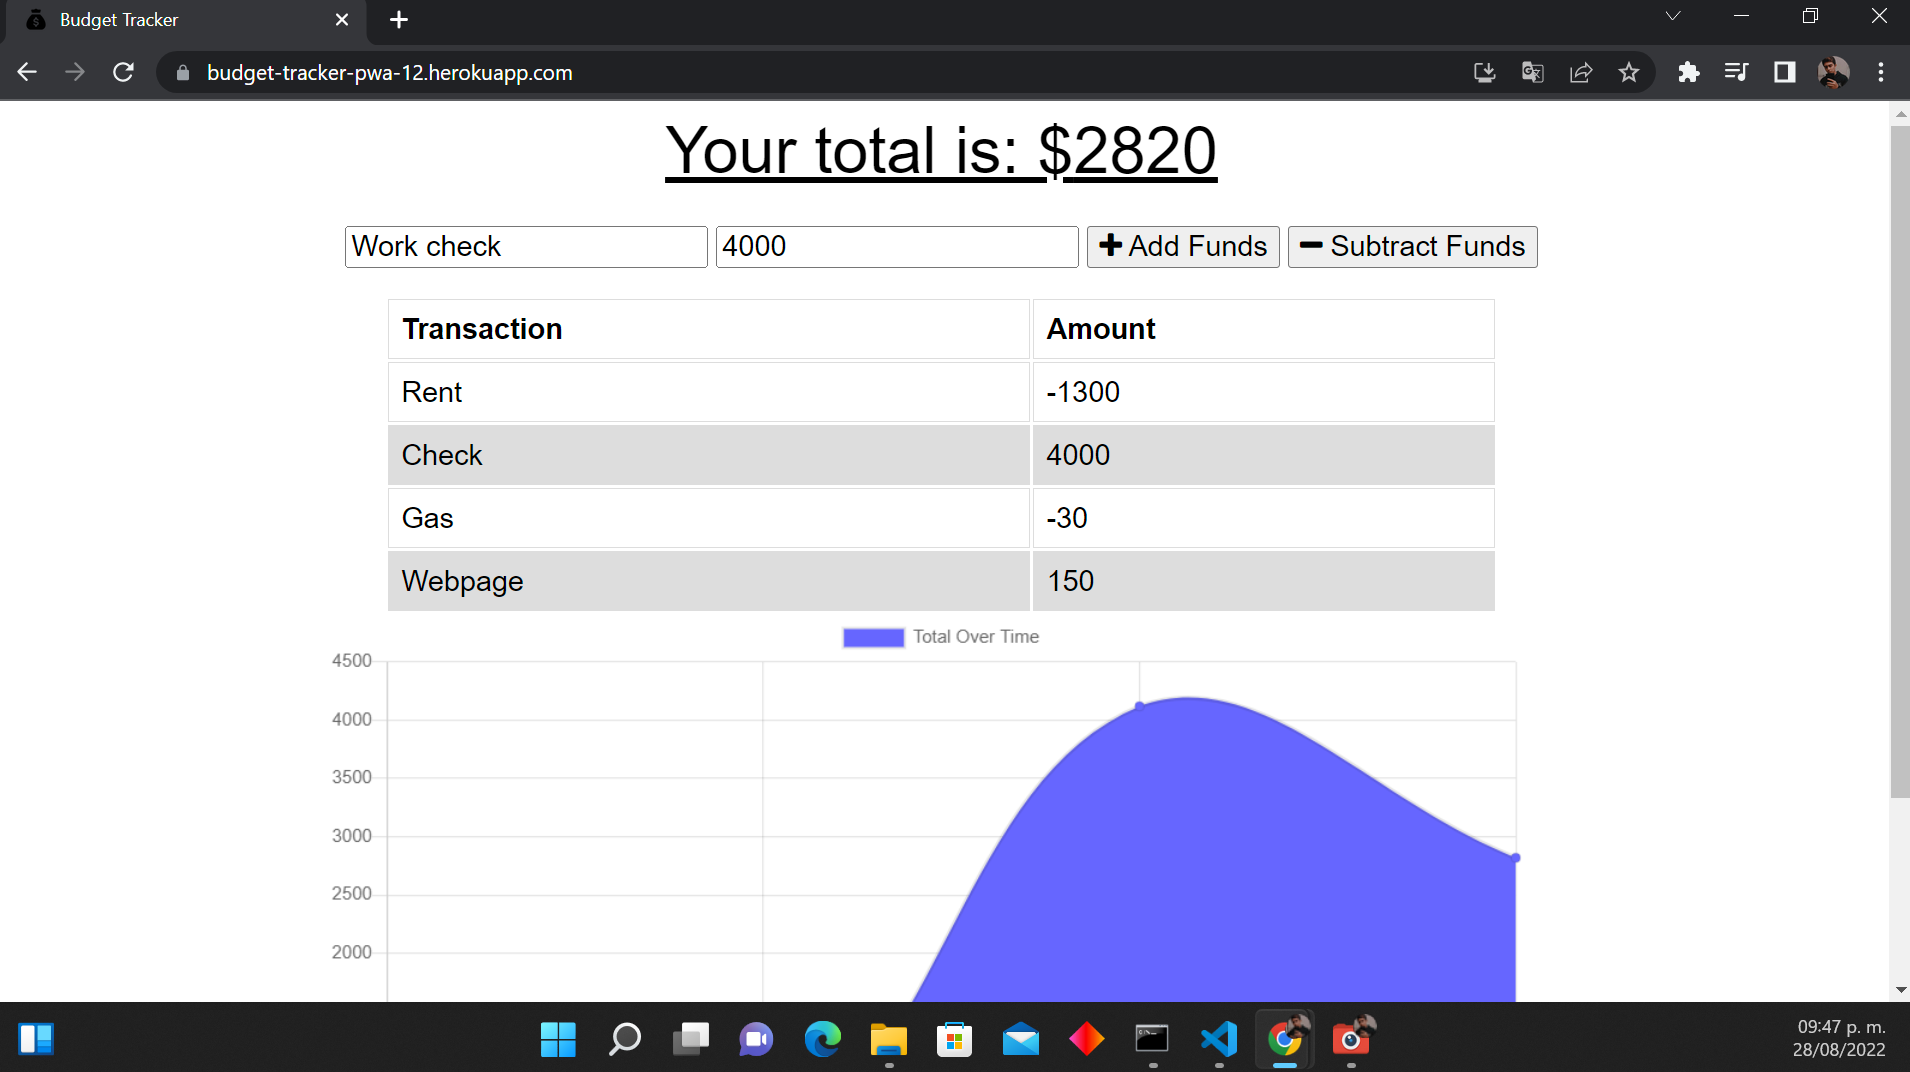 Budget Tracker
budget-tracker-pwa-12.herokuapp.com
Your total is: $2820
Work check 4000 Add Funds Subtract Funds
Transaction Amount
Rent -1300
Check 4000
Gas -30
Webpage 150
Total Over Time
4500
4000
3500
3000
2500
2000
09:47 p. m.
28/08/2022